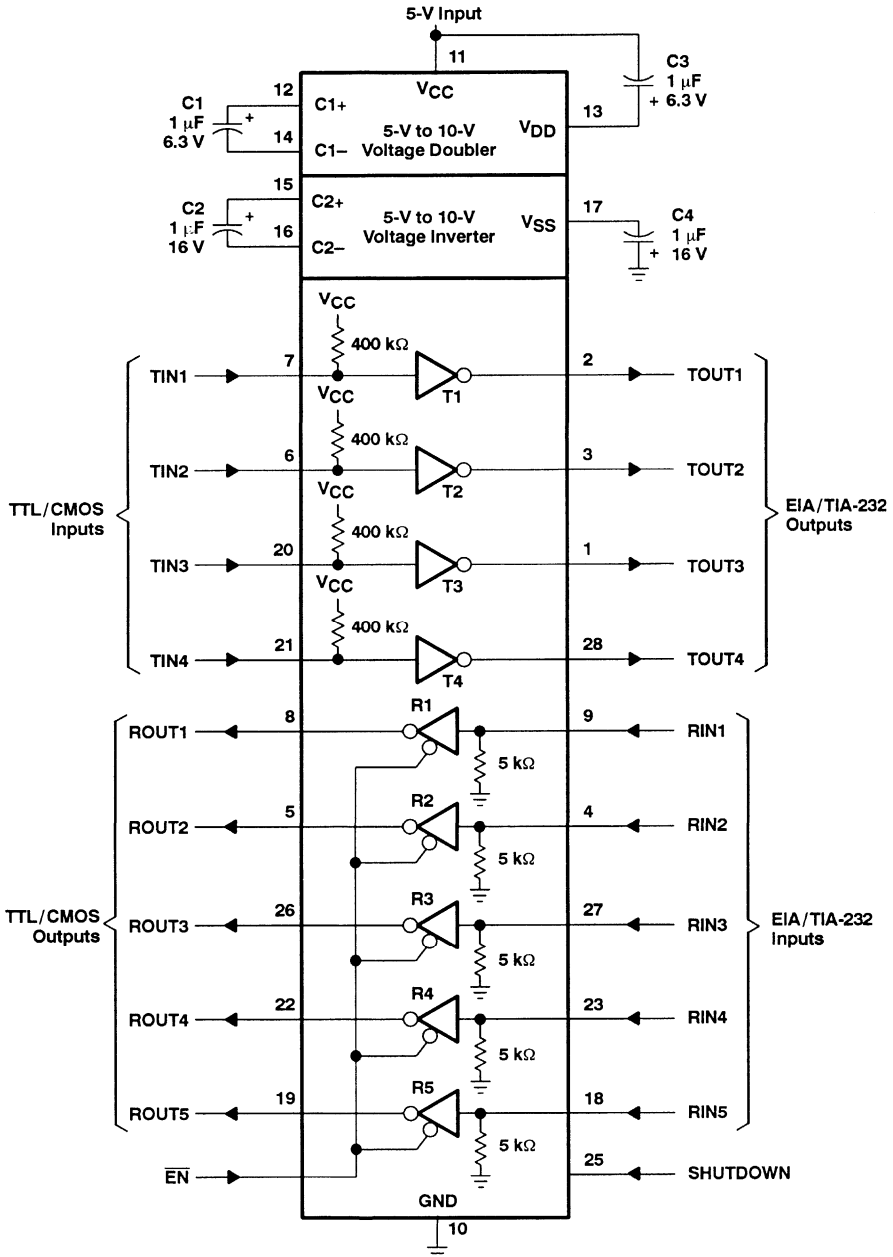 5-V Input
11
VCC
12
C1+
C1
1 µF
6.3 V
+
14
C1–
5-V to 10-V
Voltage Doubler
VDD
13
C3
1 µF
+ 6.3 V
15
C2+
C2
1 µF
16 V
+
16
C2–
5-V to 10-V
Voltage Inverter
VSS
17
C4
1 µF
+ 16 V
VCC
400 kΩ
TIN1
7
T1
2
TOUT1
VCC
400 kΩ
TIN2
6
T2
3
TOUT2
TTL/CMOS
Inputs
EIA/TIA-232
Outputs
VCC
400 kΩ
TIN3
20
T3
1
TOUT3
VCC
400 kΩ
TIN4
21
T4
28
TOUT4
ROUT1
8
R1
9
RIN1
5 kΩ
ROUT2
5
R2
4
RIN2
5 kΩ
TTL/CMOS
Outputs
ROUT3
26
R3
27
RIN3
EIA/TIA-232
Inputs
5 kΩ
ROUT4
22
R4
23
RIN4
5 kΩ
ROUT5
19
R5
18
RIN5
5 kΩ
EN
25
SHUTDOWN
GND
10